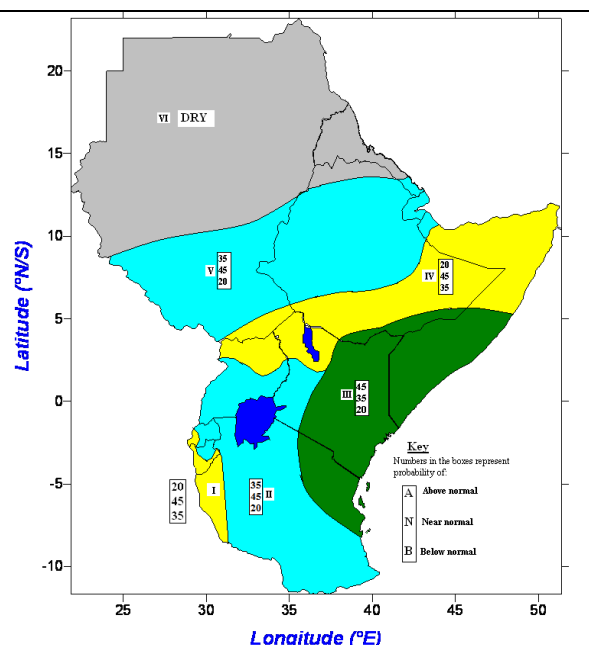 20
15
10
5
0
-5
-10
25
30
35
40
45
50
Latitude (°N/S)
Longitude (°E)
VI DRY
V
35
45
20
IV
20
45
35
III
45
35
20
II
35
45
20
I
20
45
35
Key
Numbers in the boxes represent
probability of:
A Above normal
N Near normal
B Below normal